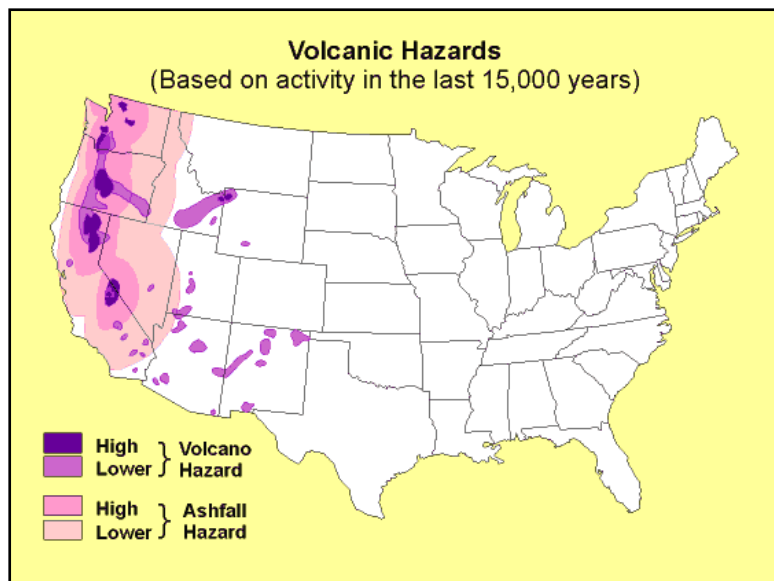 Volcanic Hazards
(Based on activity in the last 15,000 years)
High
Lower
Volcano
Hazard
High
Lower
Ashfall
Hazard